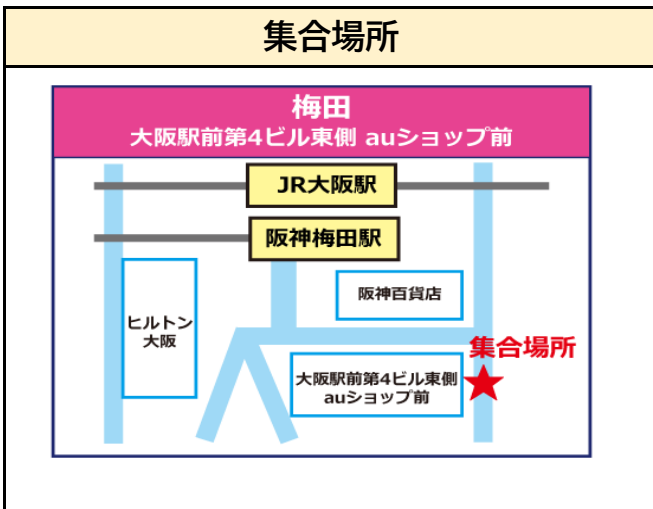 集合場所
梅田
大阪駅前第4ビル東側 auショップ前
JR大阪駅
阪神梅田駅
阪神百貨店
ヒルトン
大阪
集合場所
大阪駅前第4ビル東側
auショップ前